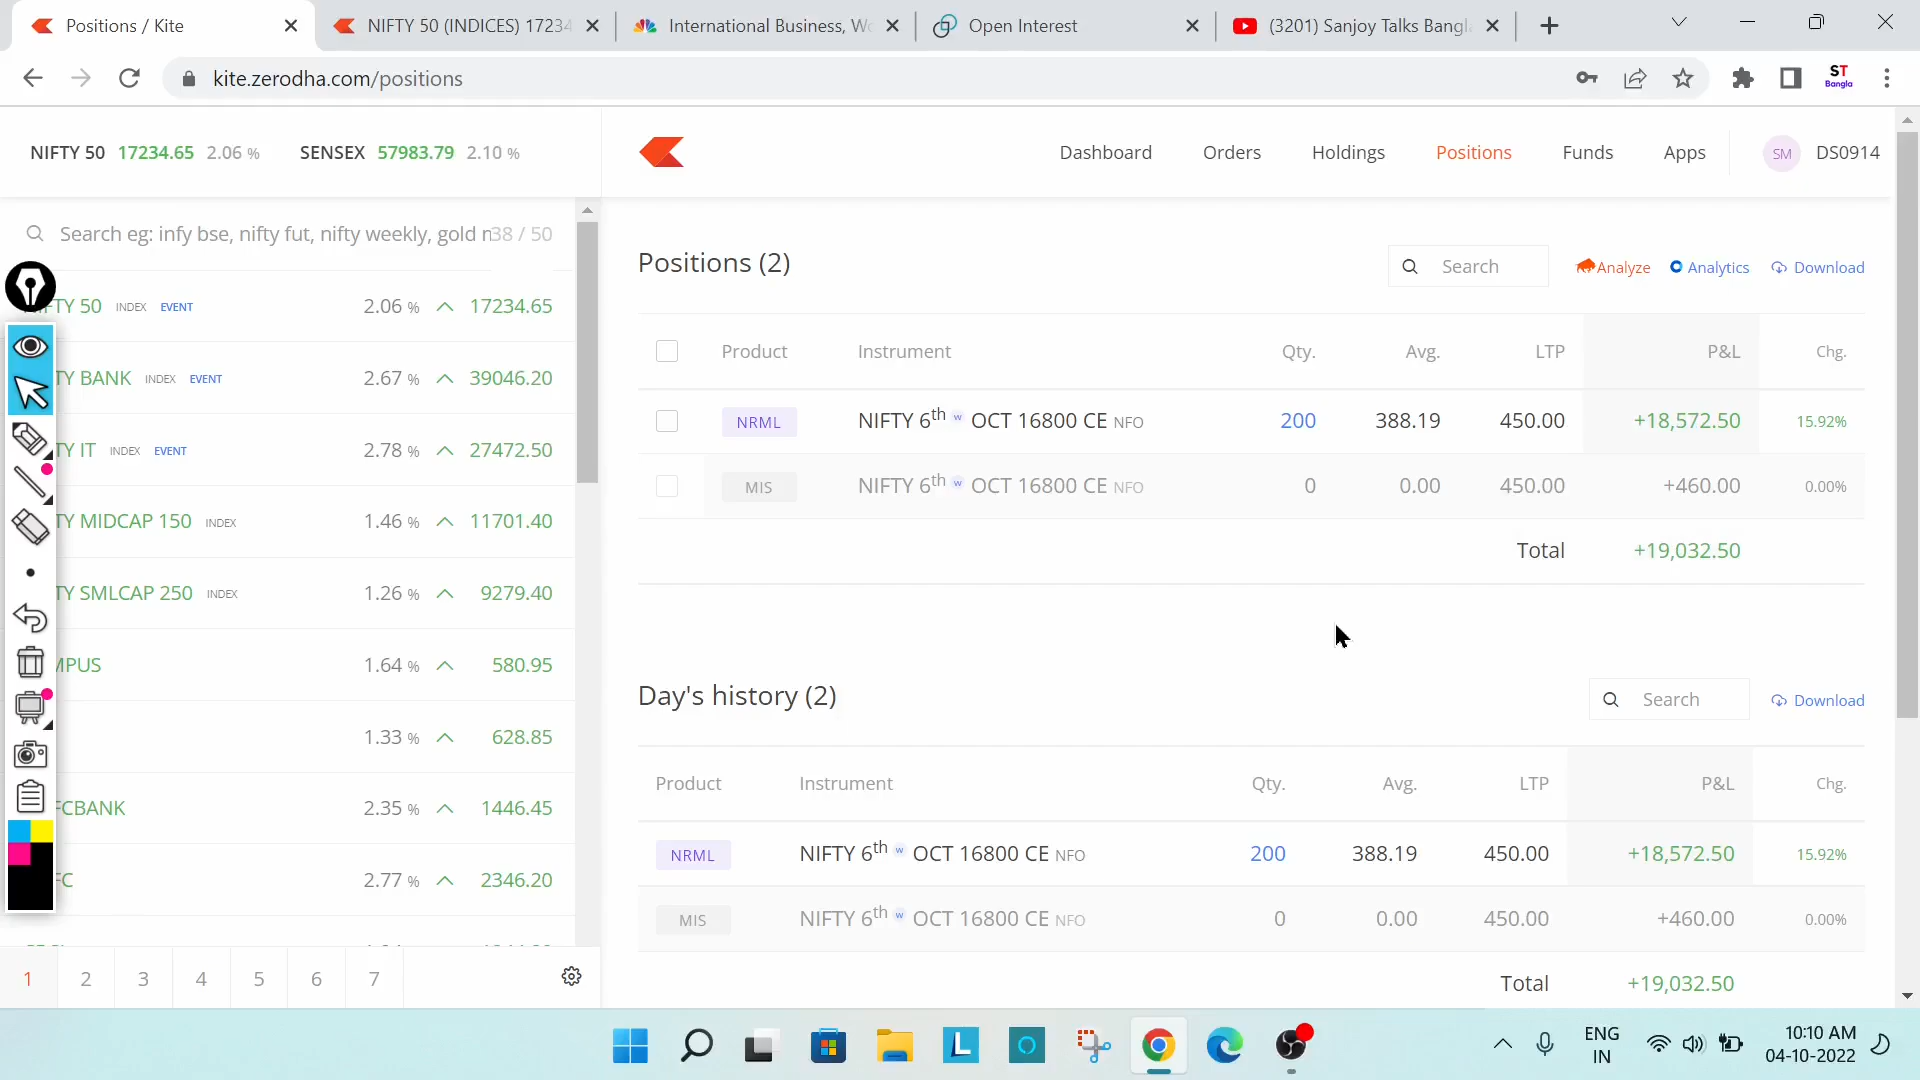 Positions / Kite
NIFTY 50 (INDICES) 17234
International Business, Wo
Open Interest
(3201) Sanjoy Talks Bangla
kite.zerodha.com/positions
ST
Bangla
NIFTY 50 17234.65 2.06 %
SENSEX 57983.79 2.10 %
Dashboard
Orders
Holdings
Positions
Funds
Apps
SM
DS0914
Search eg: infy bse, nifty fut, nifty weekly, gold 38 / 50
FTY 50 INDEX EVENT 2.06 % 17234.65
TY BANK INDEX EVENT 2.67 % 39046.20
TY IT INDEX EVENT 2.78 % 27472.50
TY MIDCAP 150 INDEX 1.46 % 11701.40
TY SMLCAP 250 INDEX 1.26 % 9279.40
MPUS 1.64 % 580.95
1.33 % 628.85
FCBANK 2.35 % 1446.45
FC 2.77 % 2346.20
1 2 3 4 5 6 7
Positions (2)
Search
Analyze
Analytics
Download
Product Instrument Qty. Avg. LTP P&L Chg.
NRML NIFTY 6th w OCT 16800 CE NFO 200 388.19 450.00 +18,572.50 15.92%
MIS NIFTY 6th w OCT 16800 CE NFO 0 0.00 450.00 +460.00 0.00%
Total +19,032.50
Day's history (2)
Search
Download
Product Instrument Qty. Avg. LTP P&L Chg.
NRML NIFTY 6th w OCT 16800 CE NFO 200 388.19 450.00 +18,572.50 15.92%
MIS NIFTY 6th w OCT 16800 CE NFO 0 0.00 450.00 +460.00 0.00%
Total +19,032.50
L
ENG
IN
10:10 AM
04-10-2022